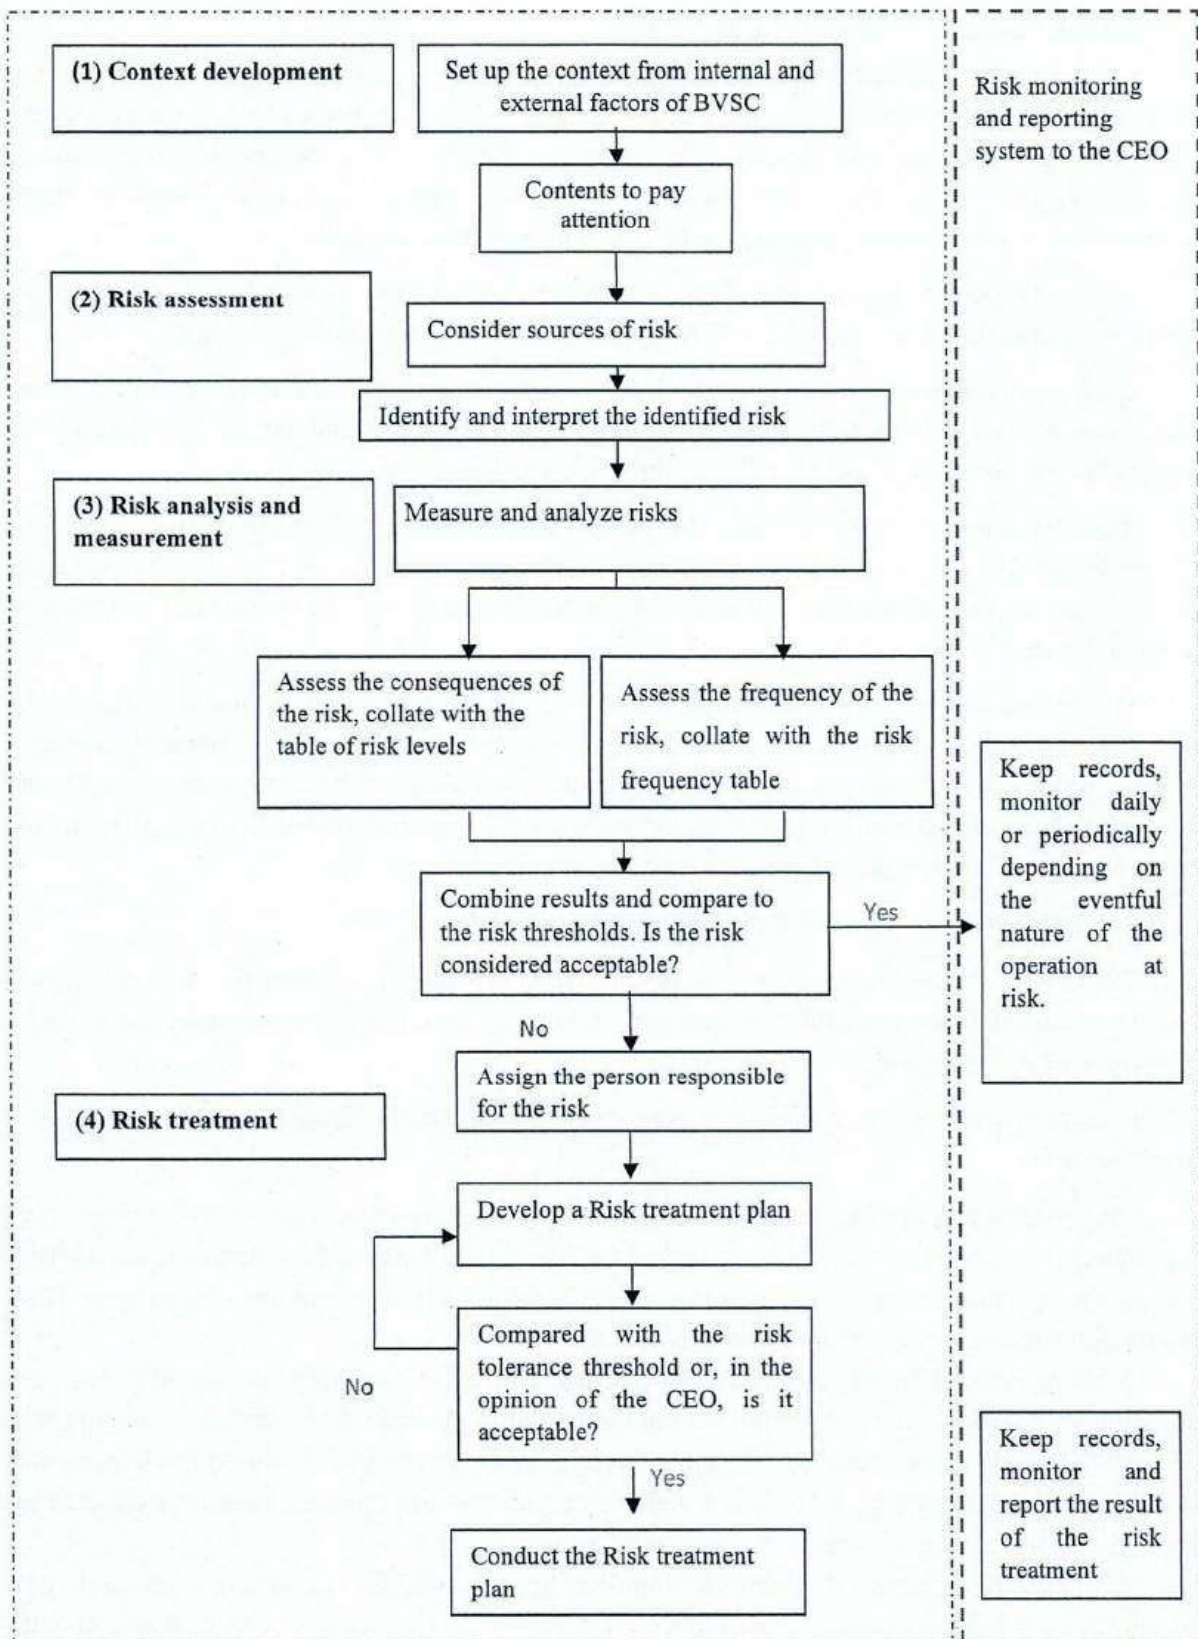 (1) Context development
Set up the context from internal and
external factors of BVSC
Risk monitoring
and reporting
system to the CEO
Contents to pay
attention
(2) Risk assessment
Consider sources of risk
Identify and interpret the identified risk
(3) Risk analysis and
measurement
Measure and analyze risks
Assess the consequences of
the risk, collate with the
table of risk levels
Assess the frequency of the
risk, collate with the risk
frequency table
Keep records,
monitor daily
or periodically
depending on
the eventful
nature of the
operation at
risk.
Combine results and compare to
the risk thresholds. Is the risk
considered acceptable?
Yes
No
Assign the person responsible
for the risk
(4) Risk treatment
Develop a Risk treatment plan
Compared with the risk
tolerance threshold or, in the
opinion of the CEO, is it
acceptable?
No
Yes
Keep records,
monitor and
report the result
of the risk
treatment
Conduct the Risk treatment
plan